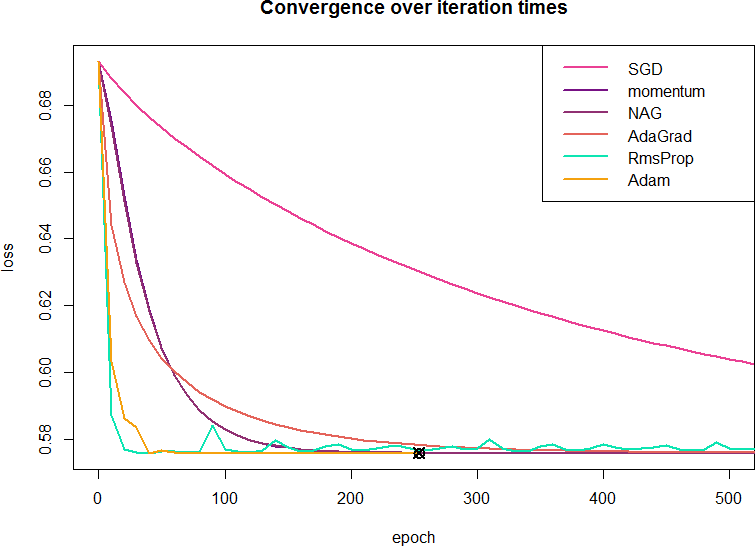 Convergence over iteration times
SGD
momentum
NAG
AdaGrad
RmsProp
Adam
loss
0.68
0.66
0.64
0.62
0.60
0.58
0 100 200 300 400 500
epoch